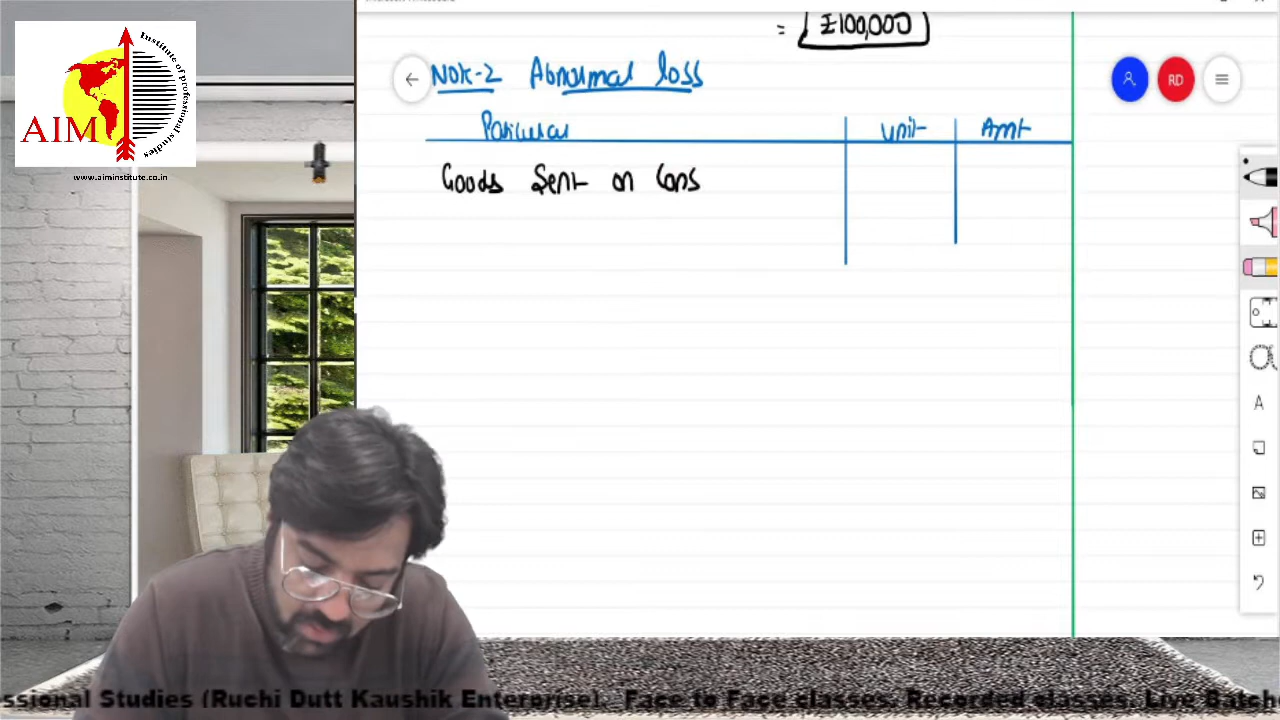 = ₹100,000
Note-2 Abnormal loss
Particular Unit Amt
Goods Sent on Cons
RD
A
AIM
Institute of professional studies
www.aiminstitute.co.in
ssional Studies (Ruchi Dutt Kaushik Enterprise). Face to Face classes. Recorded classes. Live Batch